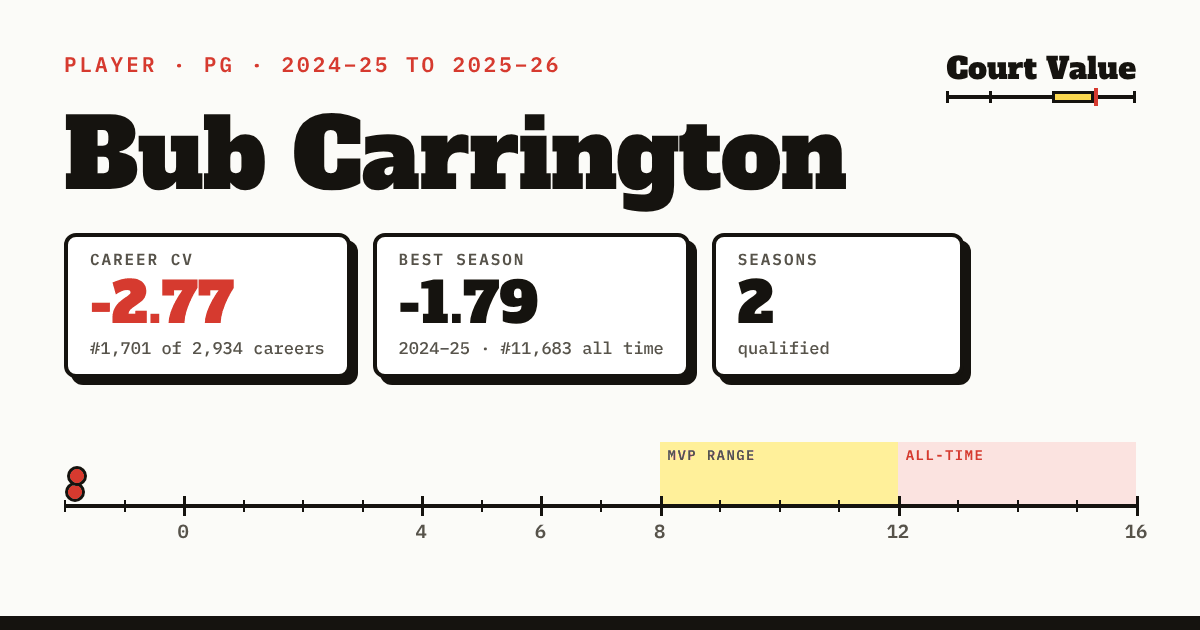 PLAYER · PG · 2024–25 TO 2025–26
Court Value
Bub Carrington
CAREER CV
-2.77
#1,701 of 2,934 careers
BEST SEASON
-1.79
2024–25 · #11,683 all time
SEASONS
2
qualified
MVP RANGE
ALL-TIME
0 4 6 8 12 16